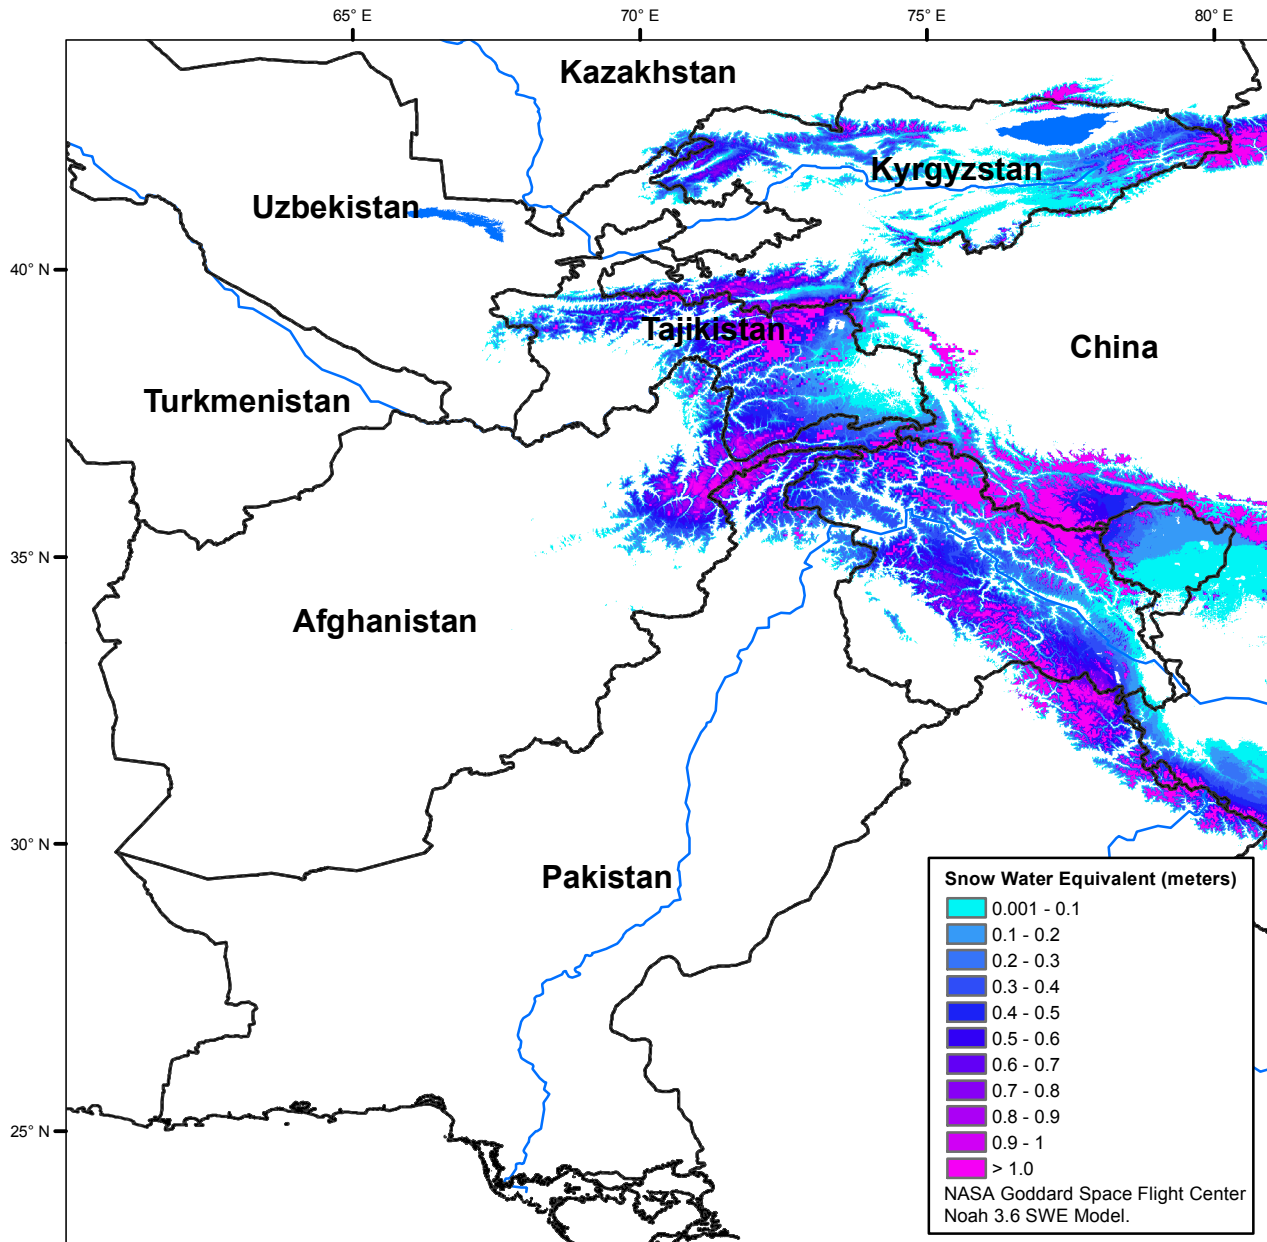 65° E
70° E
75° E
80° E
Kazakhstan
Kyrgyzstan
Uzbekistan
40° N
Tajikistan
China
Turkmenistan
35° N
Afghanistan
30° N
Pakistan
25° N
Snow Water Equivalent (meters)
0.001 - 0.1
0.1 - 0.2
0.2 - 0.3
0.3 - 0.4
0.4 - 0.5
0.5 - 0.6
0.6 - 0.7
0.7 - 0.8
0.8 - 0.9
0.9 - 1
> 1.0
NASA Goddard Space Flight Center
Noah 3.6 SWE Model.